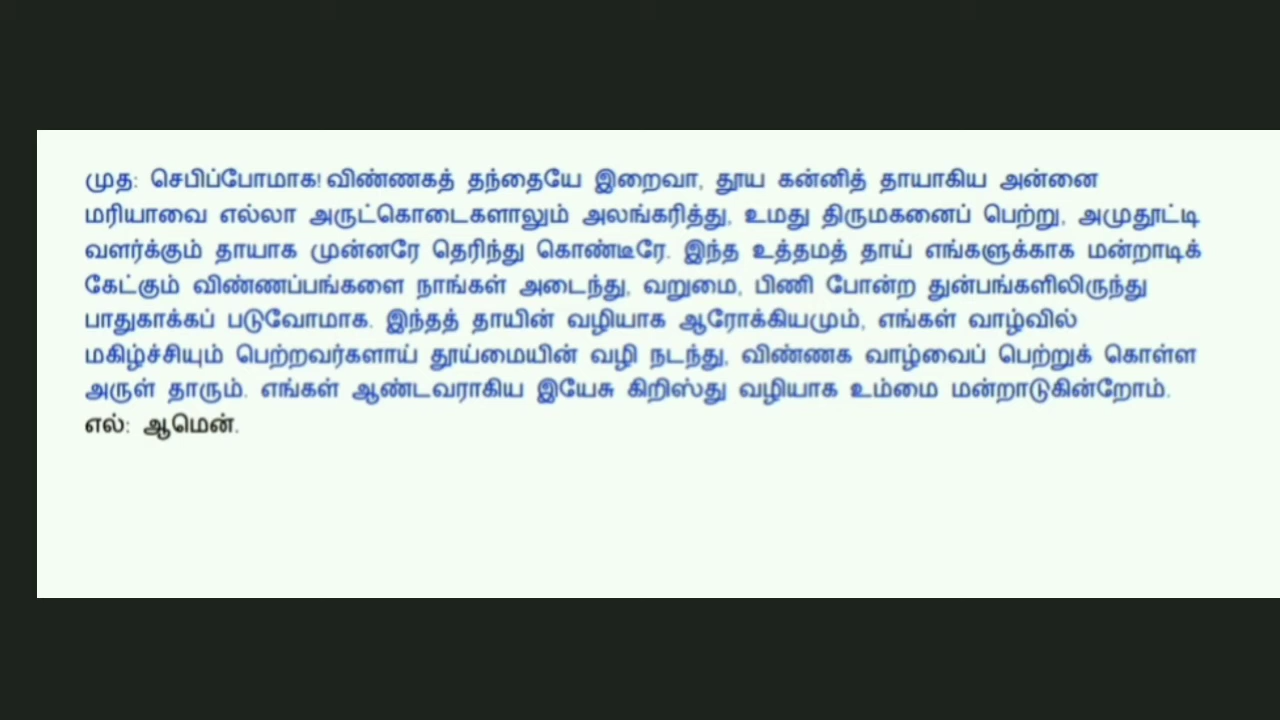 முத: செபிப்போமாக! விண்ணகத் தந்தையே இறைவா, தூய கன்னித் தாயாகிய அன்னை
மரியாவை எல்லா அருட்கொடைகளாலும் அலங்கரித்து, உமது திருமகனைப் பெற்று, அமுதூட்டி
வளர்க்கும் தாயாக முன்னரே தெரிந்து கொண்டீரே. இந்த உத்தமத் தாய் எங்களுக்காக மன்றாடிக்
கேட்கும் விண்ணப்பங்களை நாங்கள் அடைந்து, வறுமை, பிணி போன்ற துன்பங்களிலிருந்து
பாதுகாக்கப் படுவோமாக. இந்தத் தாயின் வழியாக ஆரோக்கியமும், எங்கள் வாழ்வில்
மகிழ்ச்சியும் பெற்றவர்களாய் தூய்மையின் வழி நடந்து, விண்ணக வாழ்வைப் பெற்றுக் கொள்ள
அருள் தாரும். எங்கள் ஆண்டவராகிய இயேசு கிறிஸ்து வழியாக உம்மை மன்றாடுகின்றோம்.
எல்: ஆமென்.